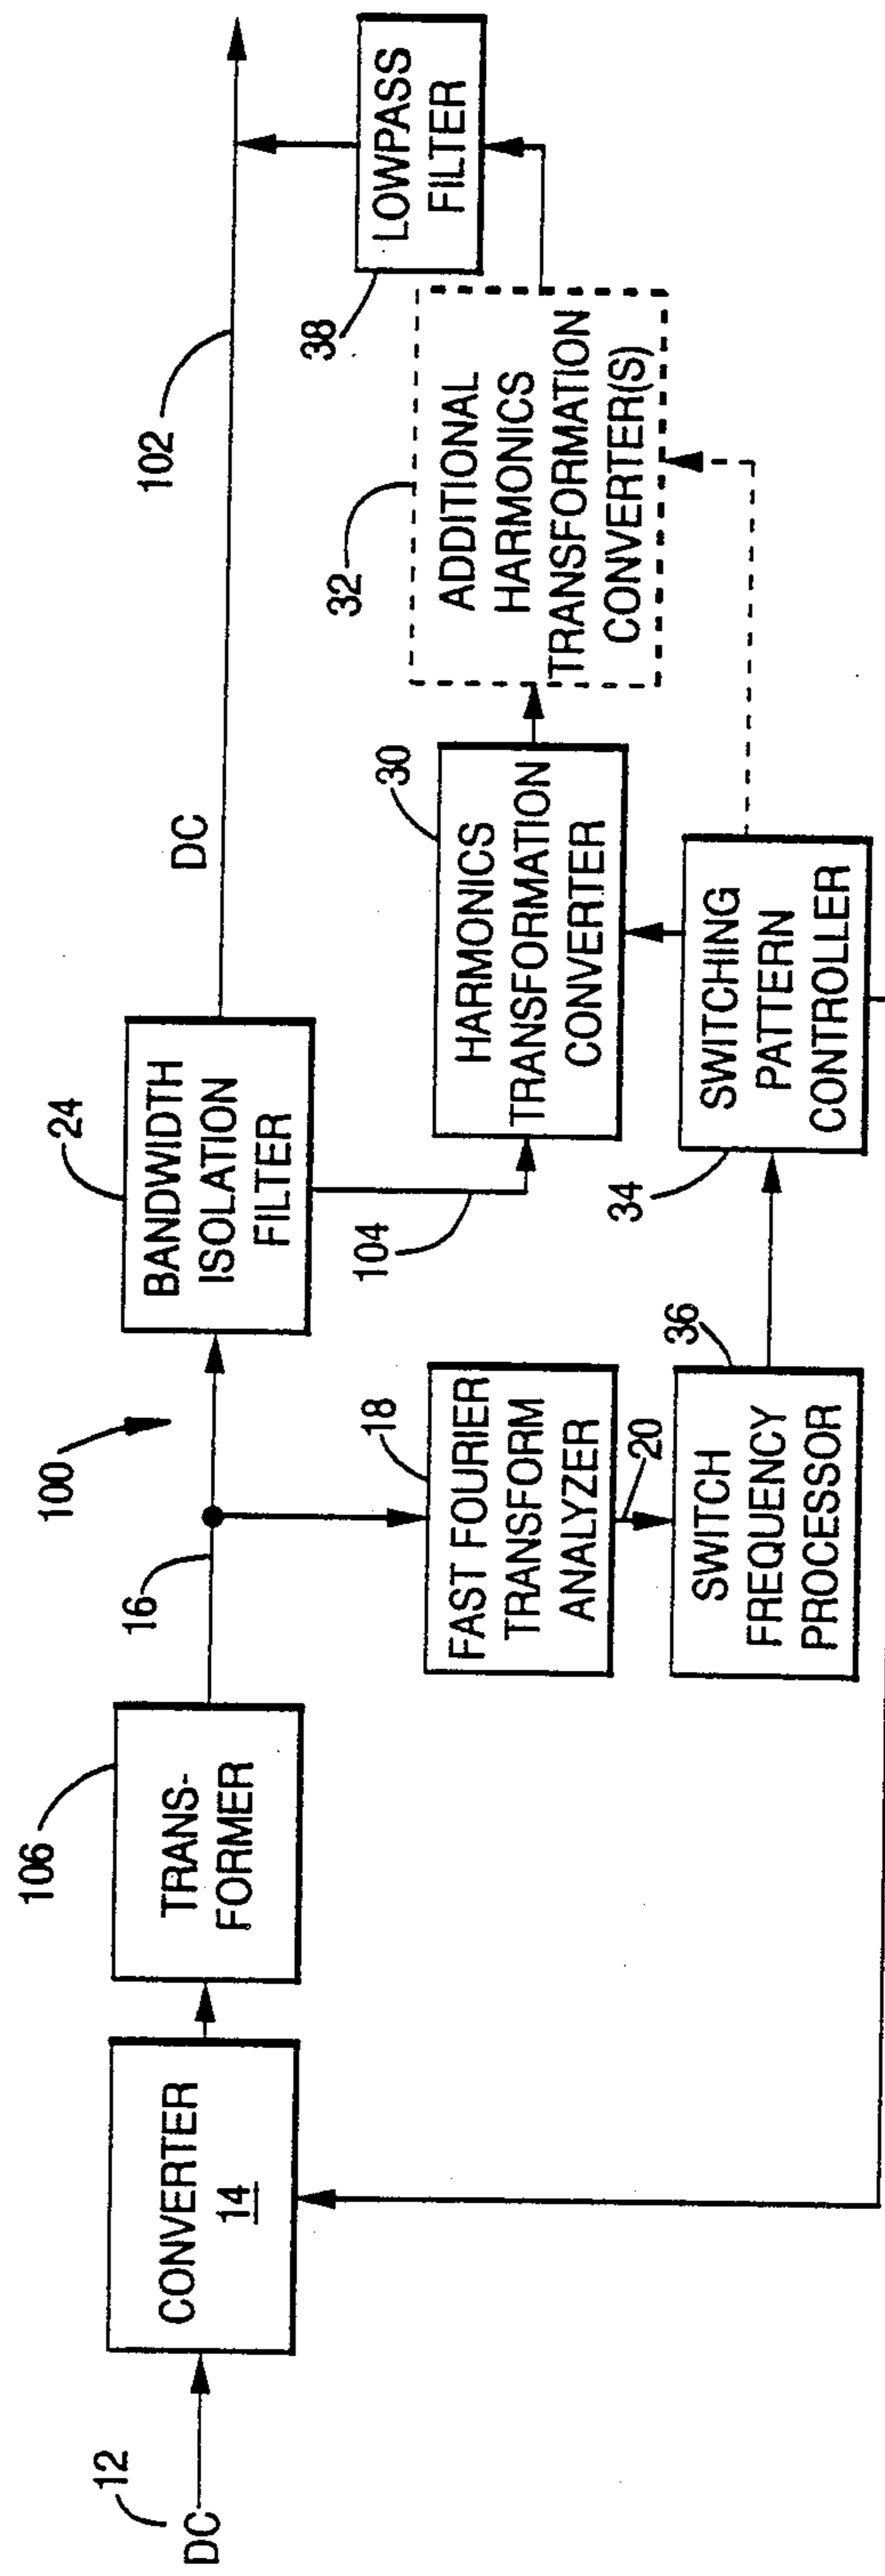 12
DC
CONVERTER
14
106
TRANS-
FORMER
16
100
24
BANDWIDTH
ISOLATION
FILTER
DC
102
104
18
FAST FOURIER
TRANSFORM
ANALYZER
20
36
SWITCH
FREQUENCY
PROCESSOR
34
SWITCHING
PATTERN
CONTROLLER
30
HARMONICS
TRANSFORMATION
CONVERTER
32
ADDITIONAL
HARMONICS
TRANSFORMATION
CONVERTER(S)
38
LOWPASS
FILTER